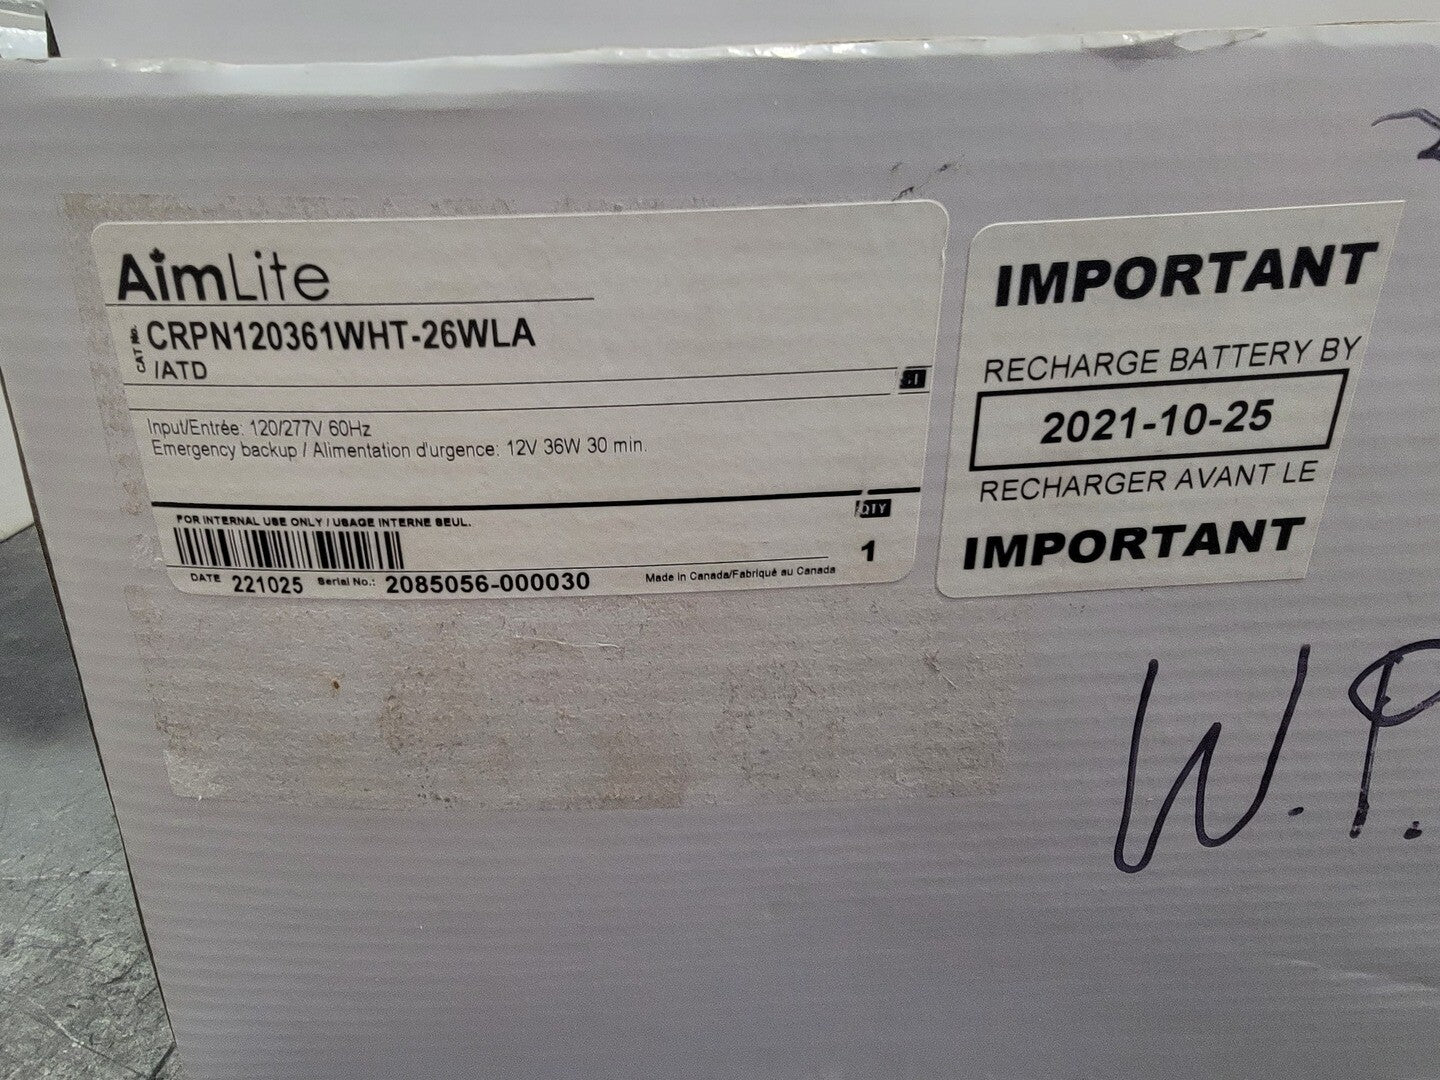 AimLite
CAT No.
CRPN120361WHT-26WLA
/ATD
Input/Entrée: 120/277V 60Hz
Emergency backup / Alimentation d'urgence: 12V 36W 30 min.
FOR INTERNAL USE ONLY / USAGE INTERNE SEUL.
QTY
1
DATE 221025 Serial No.: 2085056-000030
Made in Canada/Fabriqué au Canada
IMPORTANT
RECHARGE BATTERY BY
2021-10-25
RECHARGER AVANT LE
IMPORTANT
W.P.